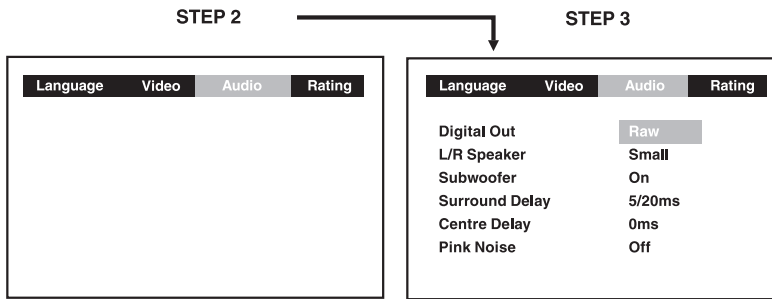 STEP 2
STEP 3
Language Video Audio Rating
Language Video Audio Rating
Digital Out Raw
L/R Speaker Small
Subwoofer On
Surround Delay 5/20ms
Centre Delay 0ms
Pink Noise Off